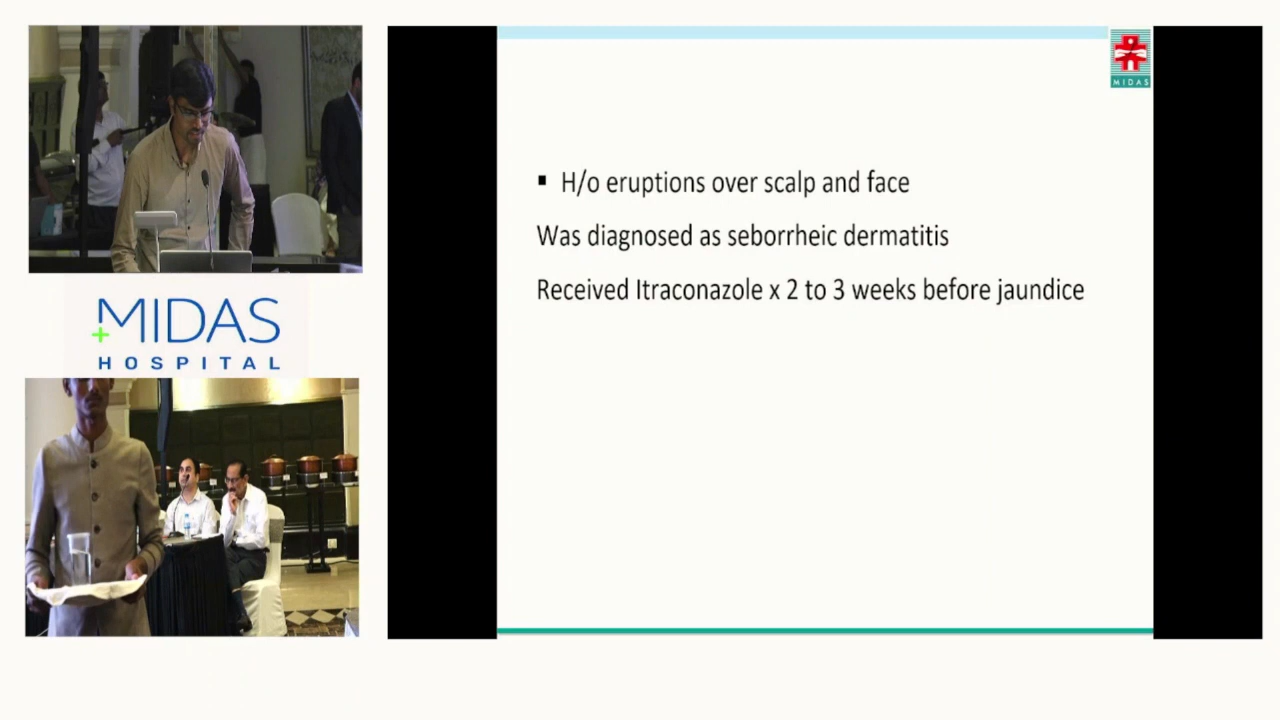 MIDAS
▪ H/o eruptions over scalp and face
Was diagnosed as seborrheic dermatitis
Received Itraconazole x 2 to 3 weeks before jaundice
MIDAS
HOSPITAL